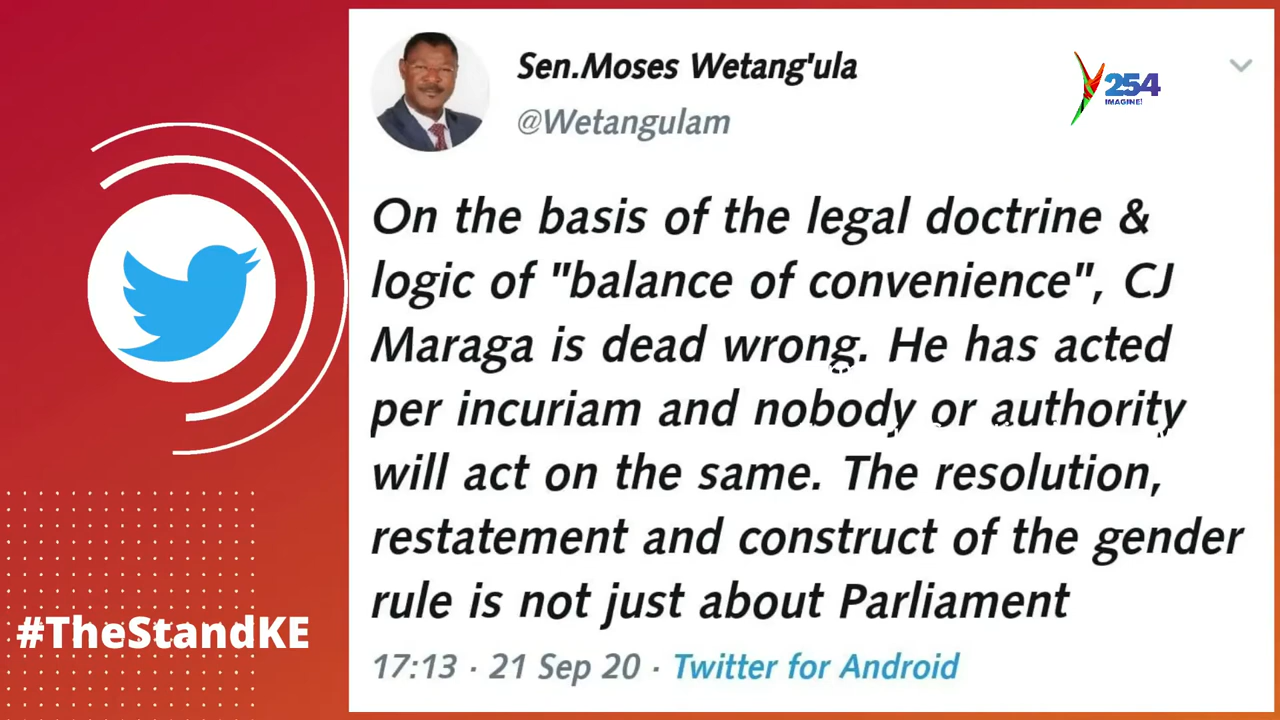 Sen.Moses Wetang'ula
@Wetangulam
254
IMAGINE!
On the basis of the legal doctrine &
logic of "balance of convenience", CJ
Maraga is dead wrong. He has acted
per incuriam and nobody or authority
will act on the same. The resolution,
restatement and construct of the gender
rule is not just about Parliament
17:13 · 21 Sep 20 · Twitter for Android
#TheStandKE